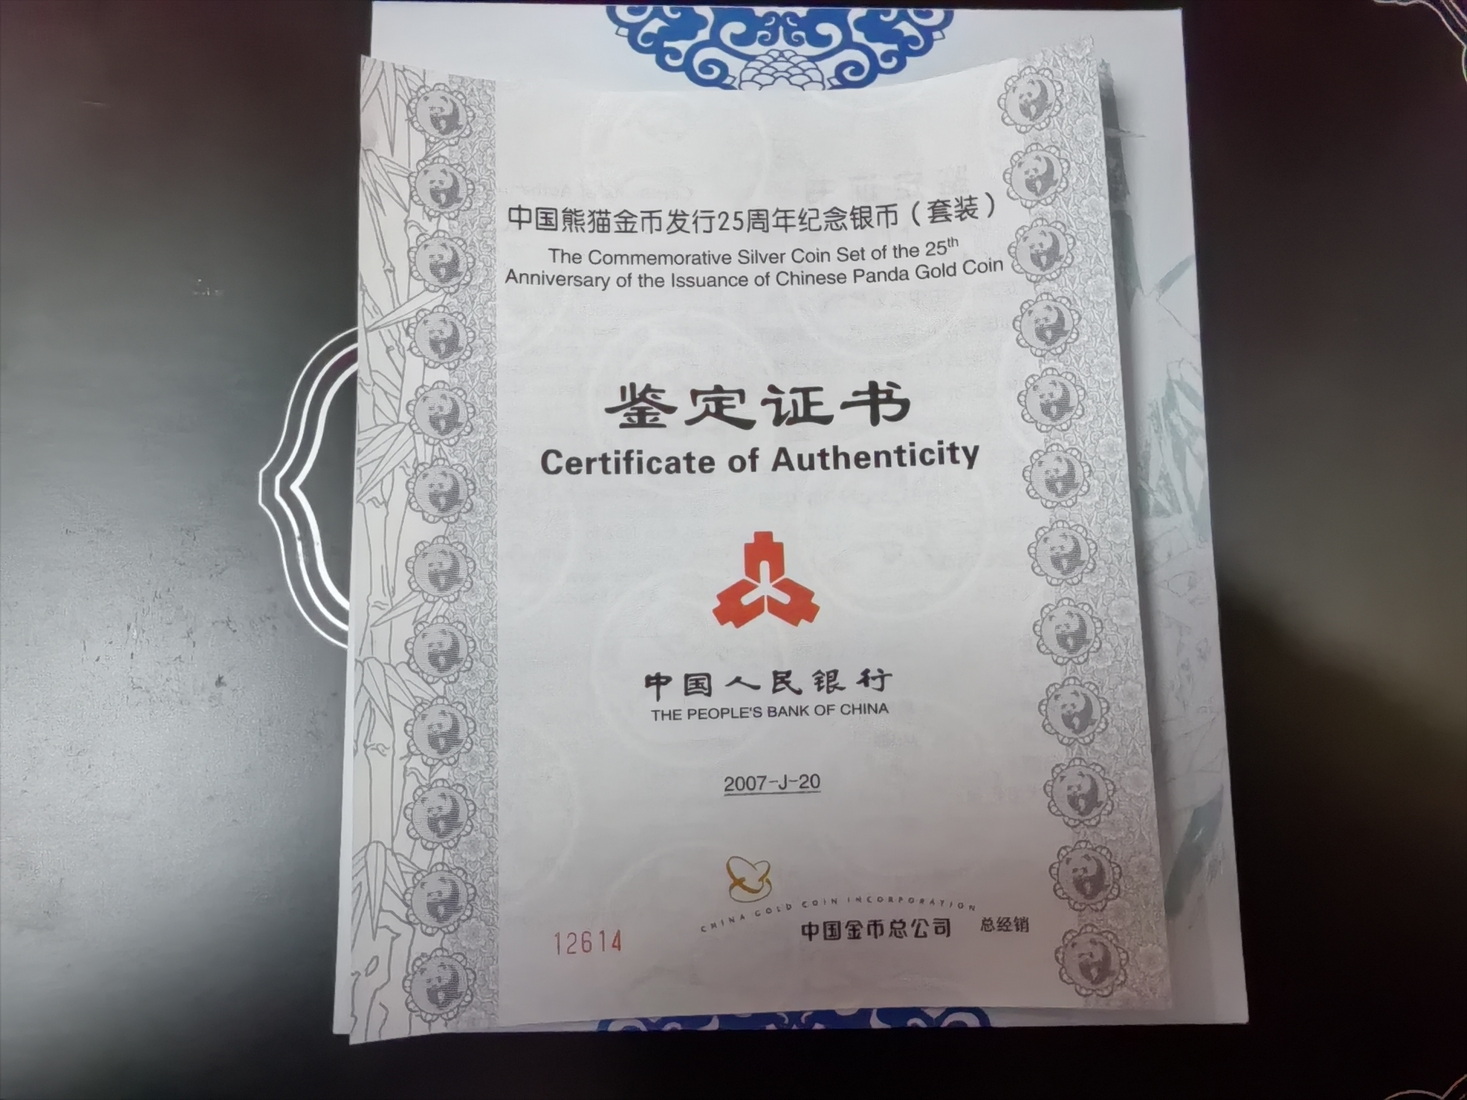 中国熊猫金币发行25周年纪念银币（套装）
The Commemorative Silver Coin Set of the 25th
Anniversary of the Issuance of Chinese Panda Gold Coin
鉴定证书
Certificate of Authenticity
中国人民银行
THE PEOPLE'S BANK OF CHINA
2007-J-20
CHINA GOLD COIN INCORPORATION
中国金币总公司 总经销
12614